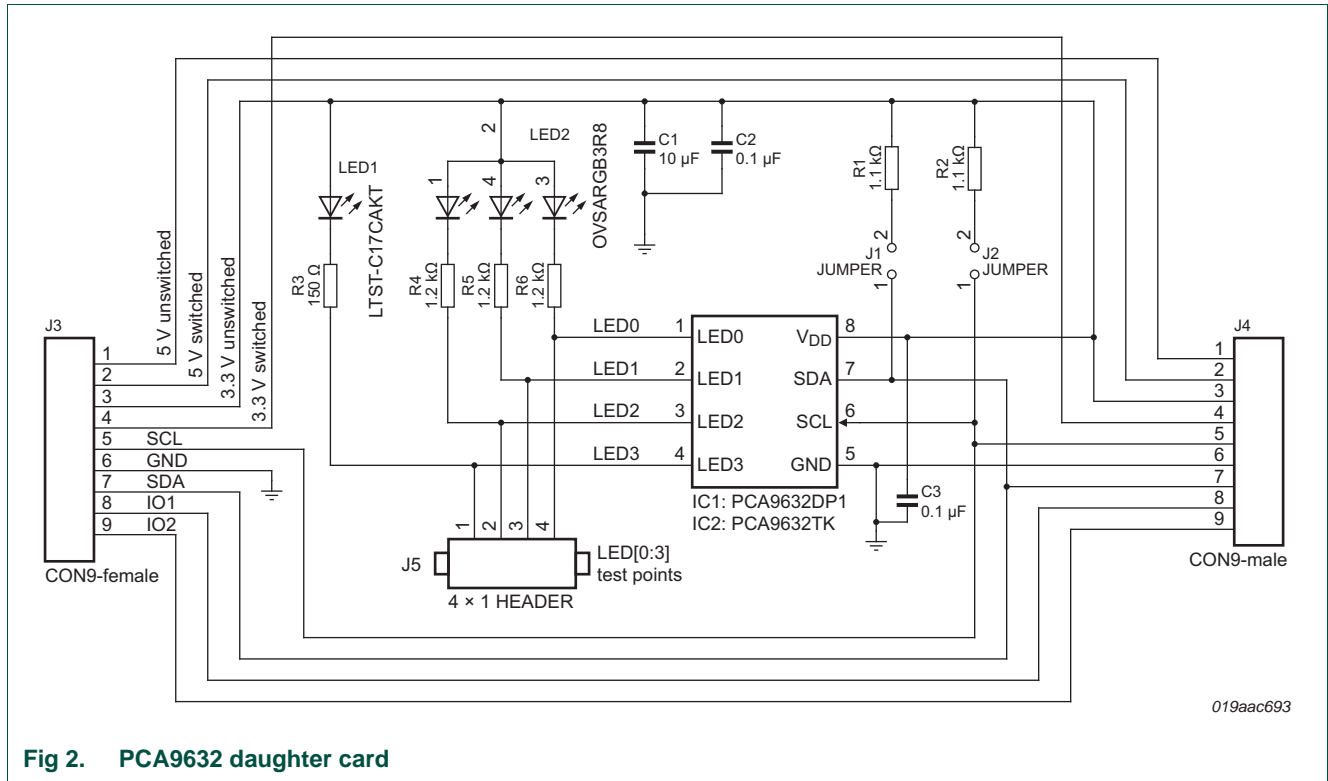 J3
CON9-female
1
2
3
4
5
6
7
8
9
5 V unswitched
5 V switched
3.3 V unswitched
3.3 V switched
SCL
GND
SDA
IO1
IO2
LED1
LTST-C17CAKT
R3
150 Ω
2
LED2
1
4
3
OVSARGB3R8
R4
1.2 kΩ
R5
1.2 kΩ
R6
1.2 kΩ
C1
10 μF
C2
0.1 μF
R1
1.1 kΩ
R2
1.1 kΩ
2
J1
JUMPER
1
2
J2
JUMPER
1
LED0 1 LED0
LED1 2 LED1
LED2 3 LED2
LED3 4 LED3
VDD 8
SDA 7
SCL 6
GND 5
IC1: PCA9632DP1
IC2: PCA9632TK
C3
0.1 μF
1 2 3 4
J5
LED[0:3]
test points
4 × 1 HEADER
J4
1
2
3
4
5
6
7
8
9
CON9-male
019aac693
Fig 2. PCA9632 daughter card